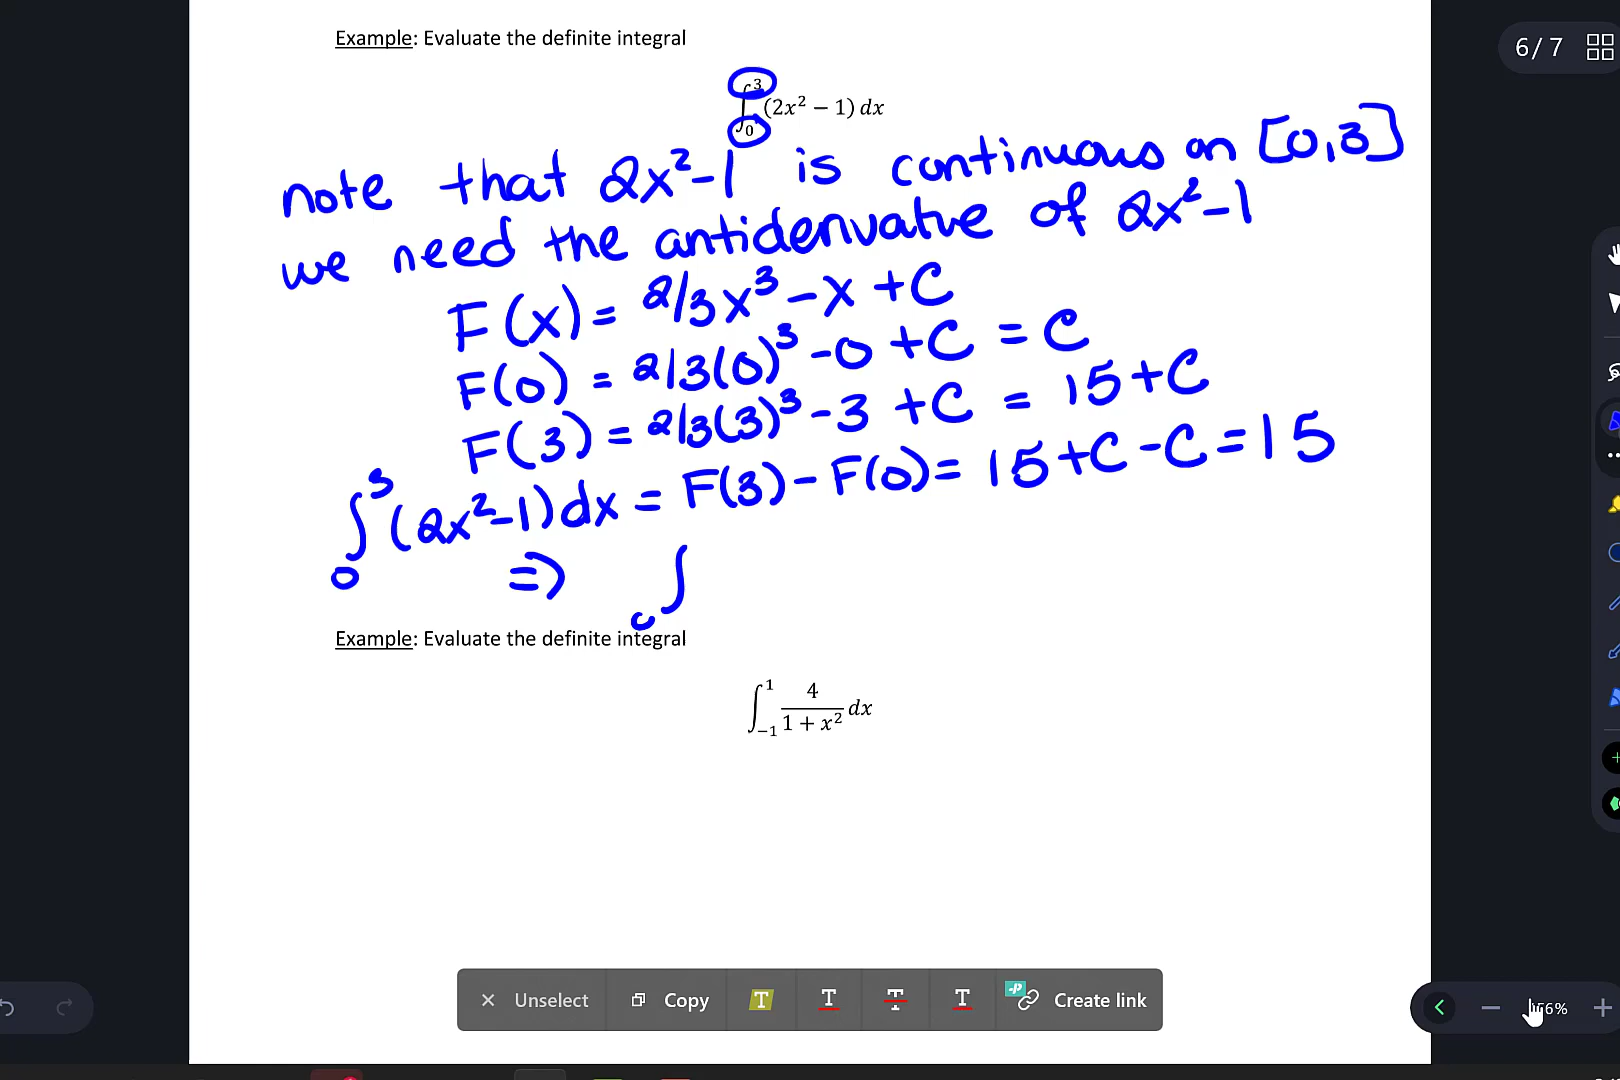 Example: Evaluate the definite integral
6 / 7
∫₀³ (2x² − 1) dx
note that 2x²-1 is continuous on [0,3]
we need the antiderivative of 2x²-1
F(x) = 2/3x³ - x + C
F(0) = 2/3(0)³ - 0 + C = C
F(3) = 2/3(3)³ - 3 + C = 15 + C
∫₀³ (2x²-1)dx = F(3) - F(0) = 15 + C - C = 15
⇒ ∫
Example: Evaluate the definite integral
∫₋₁¹ 4/(1 + x²) dx
× Unselect Copy T T T T Create link